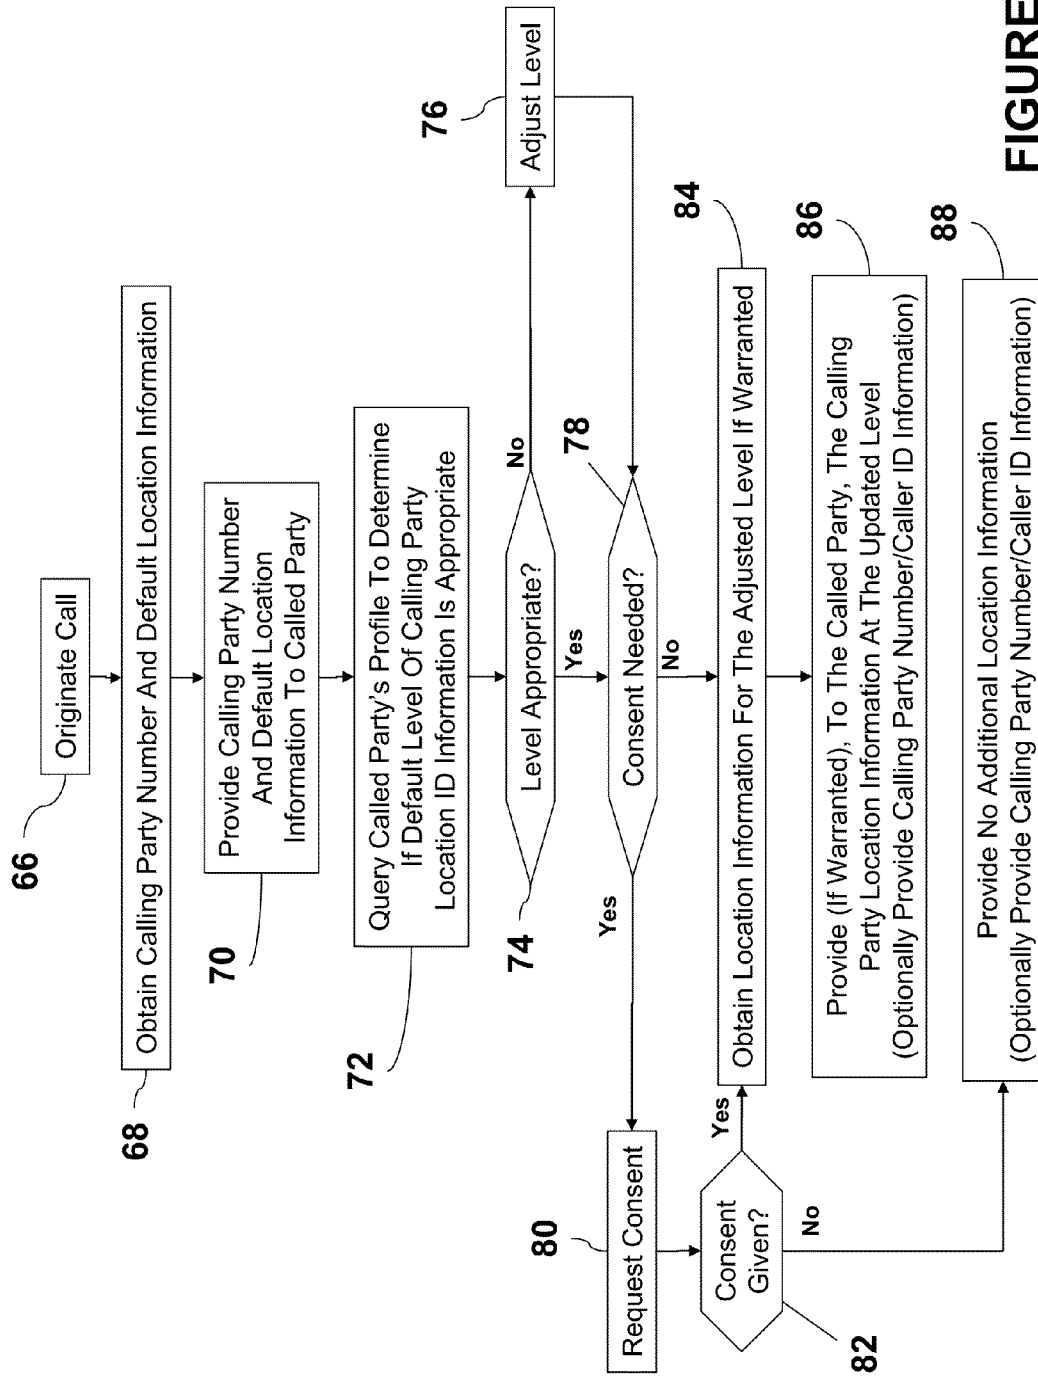 66
Originate Call
68
Obtain Calling Party Number And Default Location Information
70
Provide Calling Party Number
And Default Location
Information To Called Party
72
Query Called Party's Profile To Determine
If Default Level Of Calling Party
Location ID Information Is Appropriate
74
Level Appropriate?
No
Yes
76
Adjust Level
78
Consent Needed?
Yes
No
80
Request Consent
82
Consent
Given?
Yes
No
84
Obtain Location Information For The Adjusted Level If Warranted
86
Provide (If Warranted), To The Called Party, The Calling
Party Location Information At The Updated Level
(Optionally Provide Calling Party Number/Caller ID Information)
88
Provide No Additional Location Information
(Optionally Provide Calling Party Number/Caller ID Information)
FIGURE